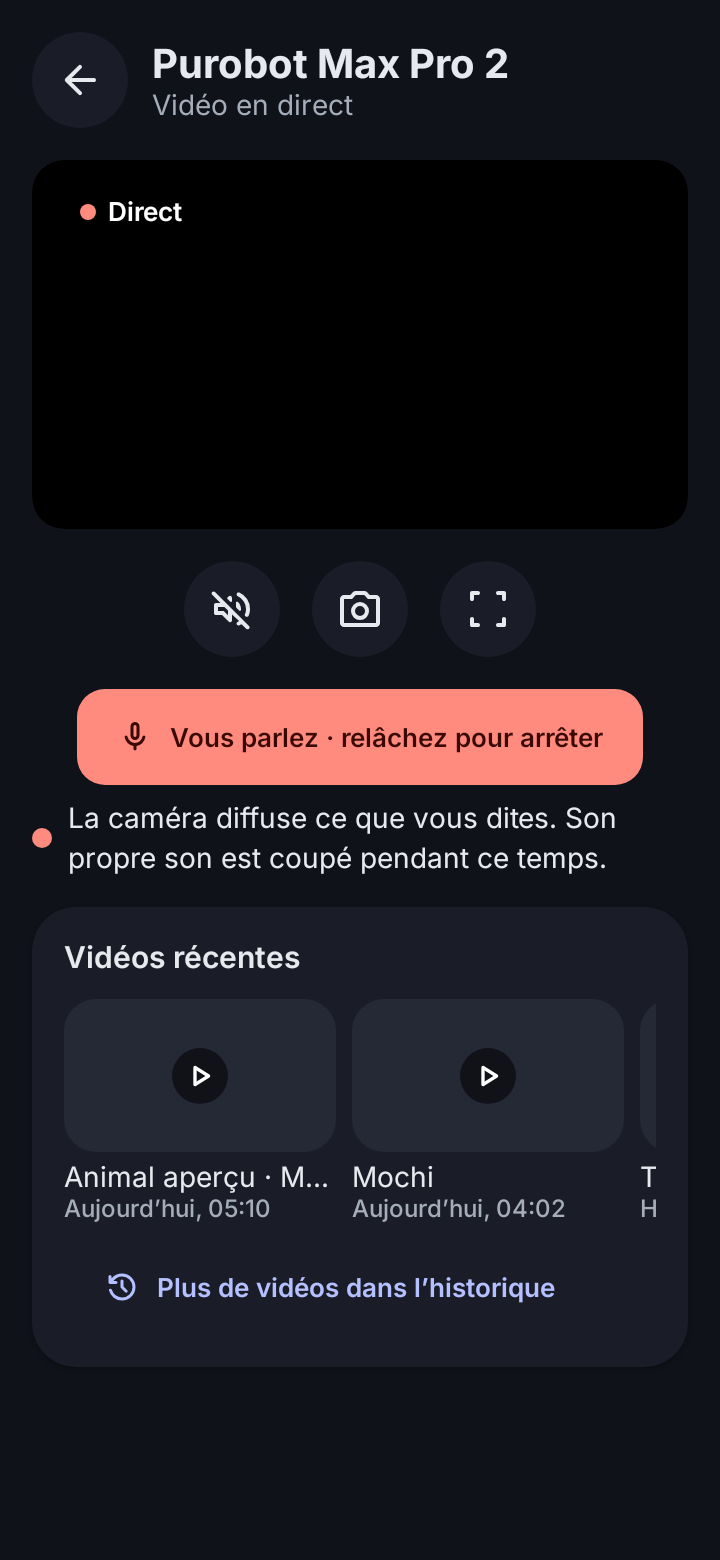 Purobot Max Pro 2
Vidéo en direct
Direct
Vous parlez · relâchez pour arrêter
La caméra diffuse ce que vous dites. Son
propre son est coupé pendant ce temps.
Vidéos récentes
Animal aperçu · M…
Aujourd’hui, 05:10
Mochi
Aujourd’hui, 04:02
T
H
Plus de vidéos dans l’historique